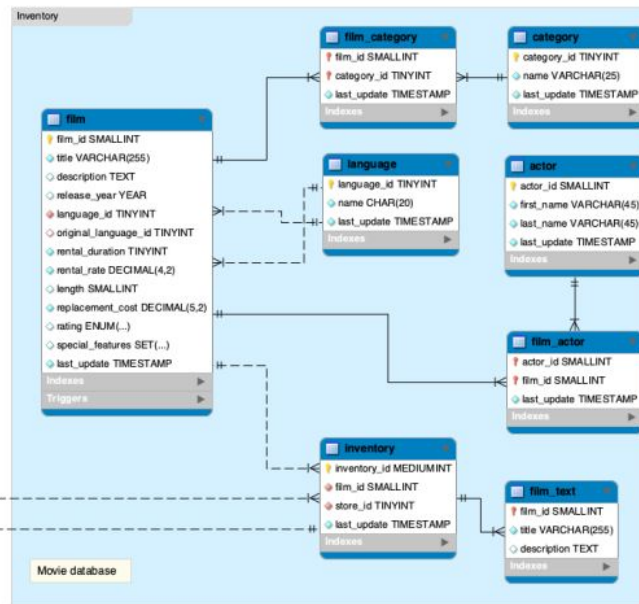 Inventory
film_category
film_id SMALLINT
category_id TINYINT
last_update TIMESTAMP
Indexes
category
category_id TINYINT
name VARCHAR(25)
last_update TIMESTAMP
Indexes
film
film_id SMALLINT
title VARCHAR(255)
description TEXT
release_year YEAR
language_id TINYINT
original_language_id TINYINT
rental_duration TINYINT
rental_rate DECIMAL(4,2)
length SMALLINT
replacement_cost DECIMAL(5,2)
rating ENUM(...)
special_features SET(...)
last_update TIMESTAMP
Indexes
Triggers
language
language_id TINYINT
name CHAR(20)
last_update TIMESTAMP
Indexes
actor
actor_id SMALLINT
first_name VARCHAR(45)
last_name VARCHAR(45)
last_update TIMESTAMP
Indexes
film_actor
actor_id SMALLINT
film_id SMALLINT
last_update TIMESTAMP
Indexes
inventory
inventory_id MEDIUMINT
film_id SMALLINT
store_id TINYINT
last_update TIMESTAMP
Indexes
film_text
film_id SMALLINT
title VARCHAR(255)
description TEXT
Indexes
Movie database